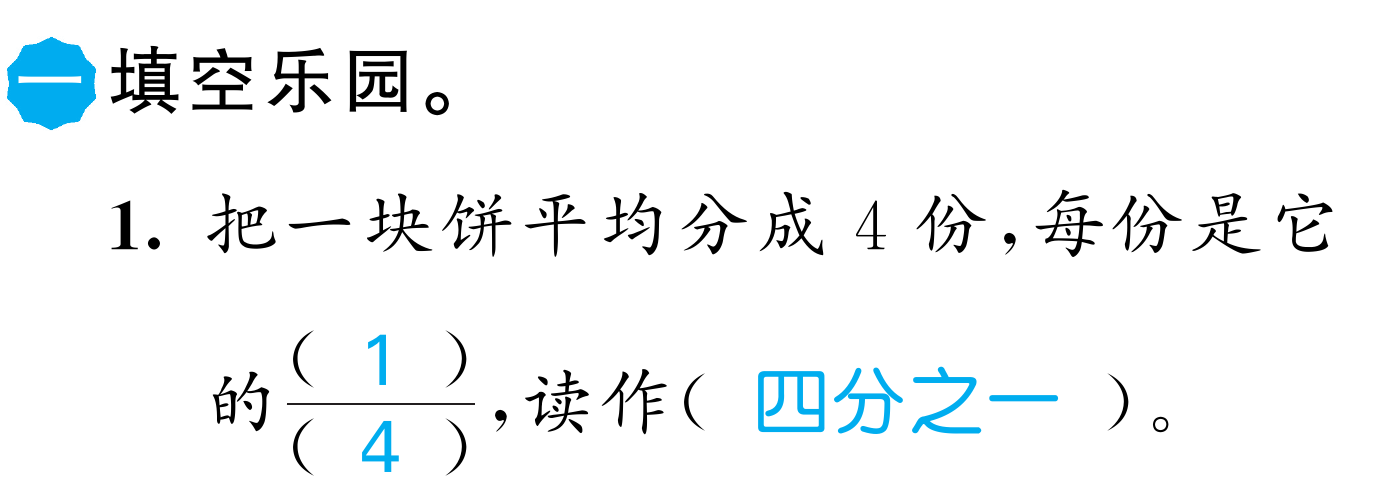 一 填空乐园。
1. 把一块饼平均分成 4 份,每份是它
的( 1 )/( 4 ),读作( 四分之一 )。